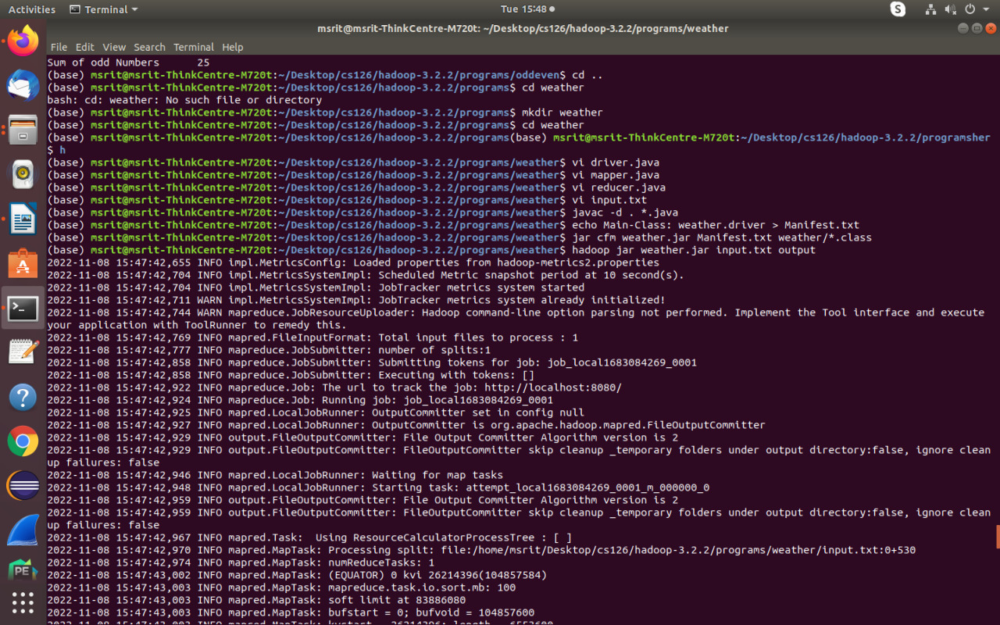 Activities Terminal Tue 15:48 S
msrit@msrit-ThinkCentre-M720t: ~/Desktop/cs126/hadoop-3.2.2/programs/weather
File Edit View Search Terminal Help
Sum of odd Numbers 25
(base) msrit@msrit-ThinkCentre-M720t:~/Desktop/cs126/hadoop-3.2.2/programs/oddeven$ cd ..
(base) msrit@msrit-ThinkCentre-M720t:~/Desktop/cs126/hadoop-3.2.2/programs$ cd weather
bash: cd: weather: No such file or directory
(base) msrit@msrit-ThinkCentre-M720t:~/Desktop/cs126/hadoop-3.2.2/programs$ mkdir weather
(base) msrit@msrit-ThinkCentre-M720t:~/Desktop/cs126/hadoop-3.2.2/programs$ cd weather
(base) msrit@msrit-ThinkCentre-M720t:~/Desktop/cs126/hadoop-3.2.2/programs(base) msrit@msrit-ThinkCentre-M720t:~/Desktop/cs126/hadoop-3.2.2/programsher
$ h
(base) msrit@msrit-ThinkCentre-M720t:~/Desktop/cs126/hadoop-3.2.2/programs/weather$ vi driver.java
(base) msrit@msrit-ThinkCentre-M720t:~/Desktop/cs126/hadoop-3.2.2/programs/weather$ vi mapper.java
(base) msrit@msrit-ThinkCentre-M720t:~/Desktop/cs126/hadoop-3.2.2/programs/weather$ vi reducer.java
(base) msrit@msrit-ThinkCentre-M720t:~/Desktop/cs126/hadoop-3.2.2/programs/weather$ vi input.txt
(base) msrit@msrit-ThinkCentre-M720t:~/Desktop/cs126/hadoop-3.2.2/programs/weather$ javac -d . *.java
(base) msrit@msrit-ThinkCentre-M720t:~/Desktop/cs126/hadoop-3.2.2/programs/weather$ echo Main-Class: weather.driver > Manifest.txt
(base) msrit@msrit-ThinkCentre-M720t:~/Desktop/cs126/hadoop-3.2.2/programs/weather$ jar cfm weather.jar Manifest.txt weather/*.class
(base) msrit@msrit-ThinkCentre-M720t:~/Desktop/cs126/hadoop-3.2.2/programs/weather$ hadoop jar weather.jar input.txt output
2022-11-08 15:47:42,655 INFO impl.MetricsConfig: Loaded properties from hadoop-metrics2.properties
2022-11-08 15:47:42,704 INFO impl.MetricsSystemImpl: Scheduled Metric snapshot period at 10 second(s).
2022-11-08 15:47:42,704 INFO impl.MetricsSystemImpl: JobTracker metrics system started
2022-11-08 15:47:42,711 WARN impl.MetricsSystemImpl: JobTracker metrics system already initialized!
2022-11-08 15:47:42,744 WARN mapreduce.JobResourceUploader: Hadoop command-line option parsing not performed. Implement the Tool interface and execute
your application with ToolRunner to remedy this.
2022-11-08 15:47:42,769 INFO mapred.FileInputFormat: Total input files to process : 1
2022-11-08 15:47:42,777 INFO mapreduce.JobSubmitter: number of splits:1
2022-11-08 15:47:42,858 INFO mapreduce.JobSubmitter: Submitting tokens for job: job_local1683084269_0001
2022-11-08 15:47:42,858 INFO mapreduce.JobSubmitter: Executing with tokens: []
2022-11-08 15:47:42,922 INFO mapreduce.Job: The url to track the job: http://localhost:8080/
2022-11-08 15:47:42,924 INFO mapreduce.Job: Running job: job_local1683084269_0001
2022-11-08 15:47:42,925 INFO mapred.LocalJobRunner: OutputCommitter set in config null
2022-11-08 15:47:42,927 INFO mapred.LocalJobRunner: OutputCommitter is org.apache.hadoop.mapred.FileOutputCommitter
2022-11-08 15:47:42,929 INFO output.FileOutputCommitter: File Output Committer Algorithm version is 2
2022-11-08 15:47:42,929 INFO output.FileOutputCommitter: FileOutputCommitter skip cleanup _temporary folders under output directory:false, ignore clean
up failures: false
2022-11-08 15:47:42,946 INFO mapred.LocalJobRunner: Waiting for map tasks
2022-11-08 15:47:42,948 INFO mapred.LocalJobRunner: Starting task: attempt_local1683084269_0001_m_000000_0
2022-11-08 15:47:42,959 INFO output.FileOutputCommitter: File Output Committer Algorithm version is 2
2022-11-08 15:47:42,959 INFO output.FileOutputCommitter: FileOutputCommitter skip cleanup _temporary folders under output directory:false, ignore clean
up failures: false
2022-11-08 15:47:42,967 INFO mapred.Task:  Using ResourceCalculatorProcessTree : [ ]
2022-11-08 15:47:42,970 INFO mapred.MapTask: Processing split: file:/home/msrit/Desktop/cs126/hadoop-3.2.2/programs/weather/input.txt:0+530
2022-11-08 15:47:42,974 INFO mapred.MapTask: numReduceTasks: 1
2022-11-08 15:47:43,002 INFO mapred.MapTask: (EQUATOR) 0 kvi 26214396(104857584)
2022-11-08 15:47:43,003 INFO mapred.MapTask: mapreduce.task.io.sort.mb: 100
2022-11-08 15:47:43,003 INFO mapred.MapTask: soft limit at 83886080
2022-11-08 15:47:43,003 INFO mapred.MapTask: bufstart = 0; bufvoid = 104857600
2022-11-08 15:47:43,003 INFO mapred.MapTask: kvstart = 26214396; length = 6553600
PE